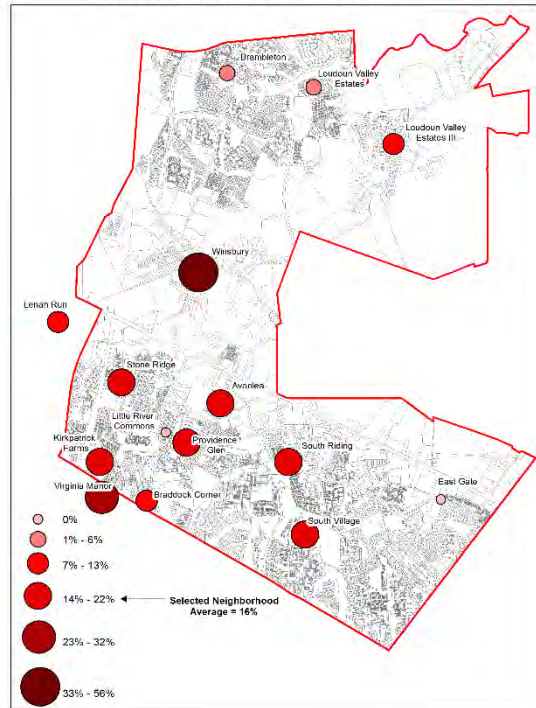 Brambleton
Loudoun Valley
Estates
Loudoun Valley
Estates III
Winsbury
Lenah Run
Stone Ridge
Avonlea
Little River
Commons
Providence
Glen
Kirkpatrick
Farms
South Riding
Virginia Manor
Braddock Corner
East Gate
South Village
0%
1% - 6%
7% - 13%
14% - 22%
Selected Neighborhood
Average = 16%
23% - 32%
33% - 56%